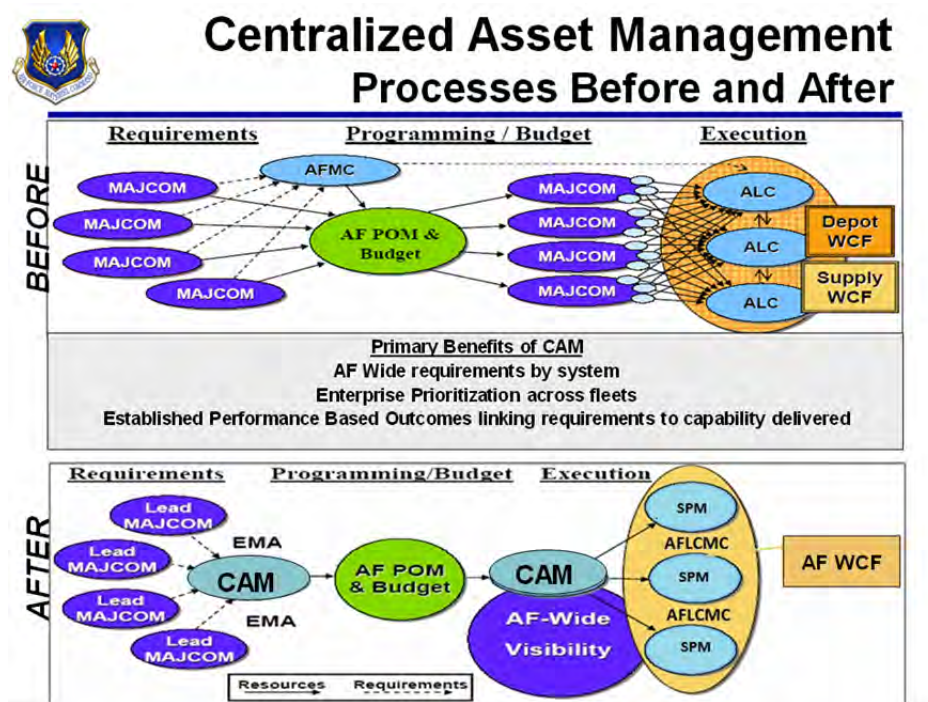 Centralized Asset Management
Processes Before and After
BEFORE
Requirements
Programming / Budget
Execution
AFMC
MAJCOM
MAJCOM
MAJCOM
MAJCOM
AF POM &
Budget
MAJCOM
MAJCOM
MAJCOM
MAJCOM
ALC
ALC
ALC
Depot
WCF
Supply
WCF
Primary Benefits of CAM
AF Wide requirements by system
Enterprise Prioritization across fleets
Established Performance Based Outcomes linking requirements to capability delivered
AFTER
Requirements
Programming/Budget
Execution
Lead
MAJCOM
Lead
MAJCOM
Lead
MAJCOM
Lead
MAJCOM
EMA
EMA
CAM
AF POM
& Budget
CAM
AF-Wide
Visibility
SPM
AFLCMC
SPM
AFLCMC
SPM
AF WCF
Resources
Requirements